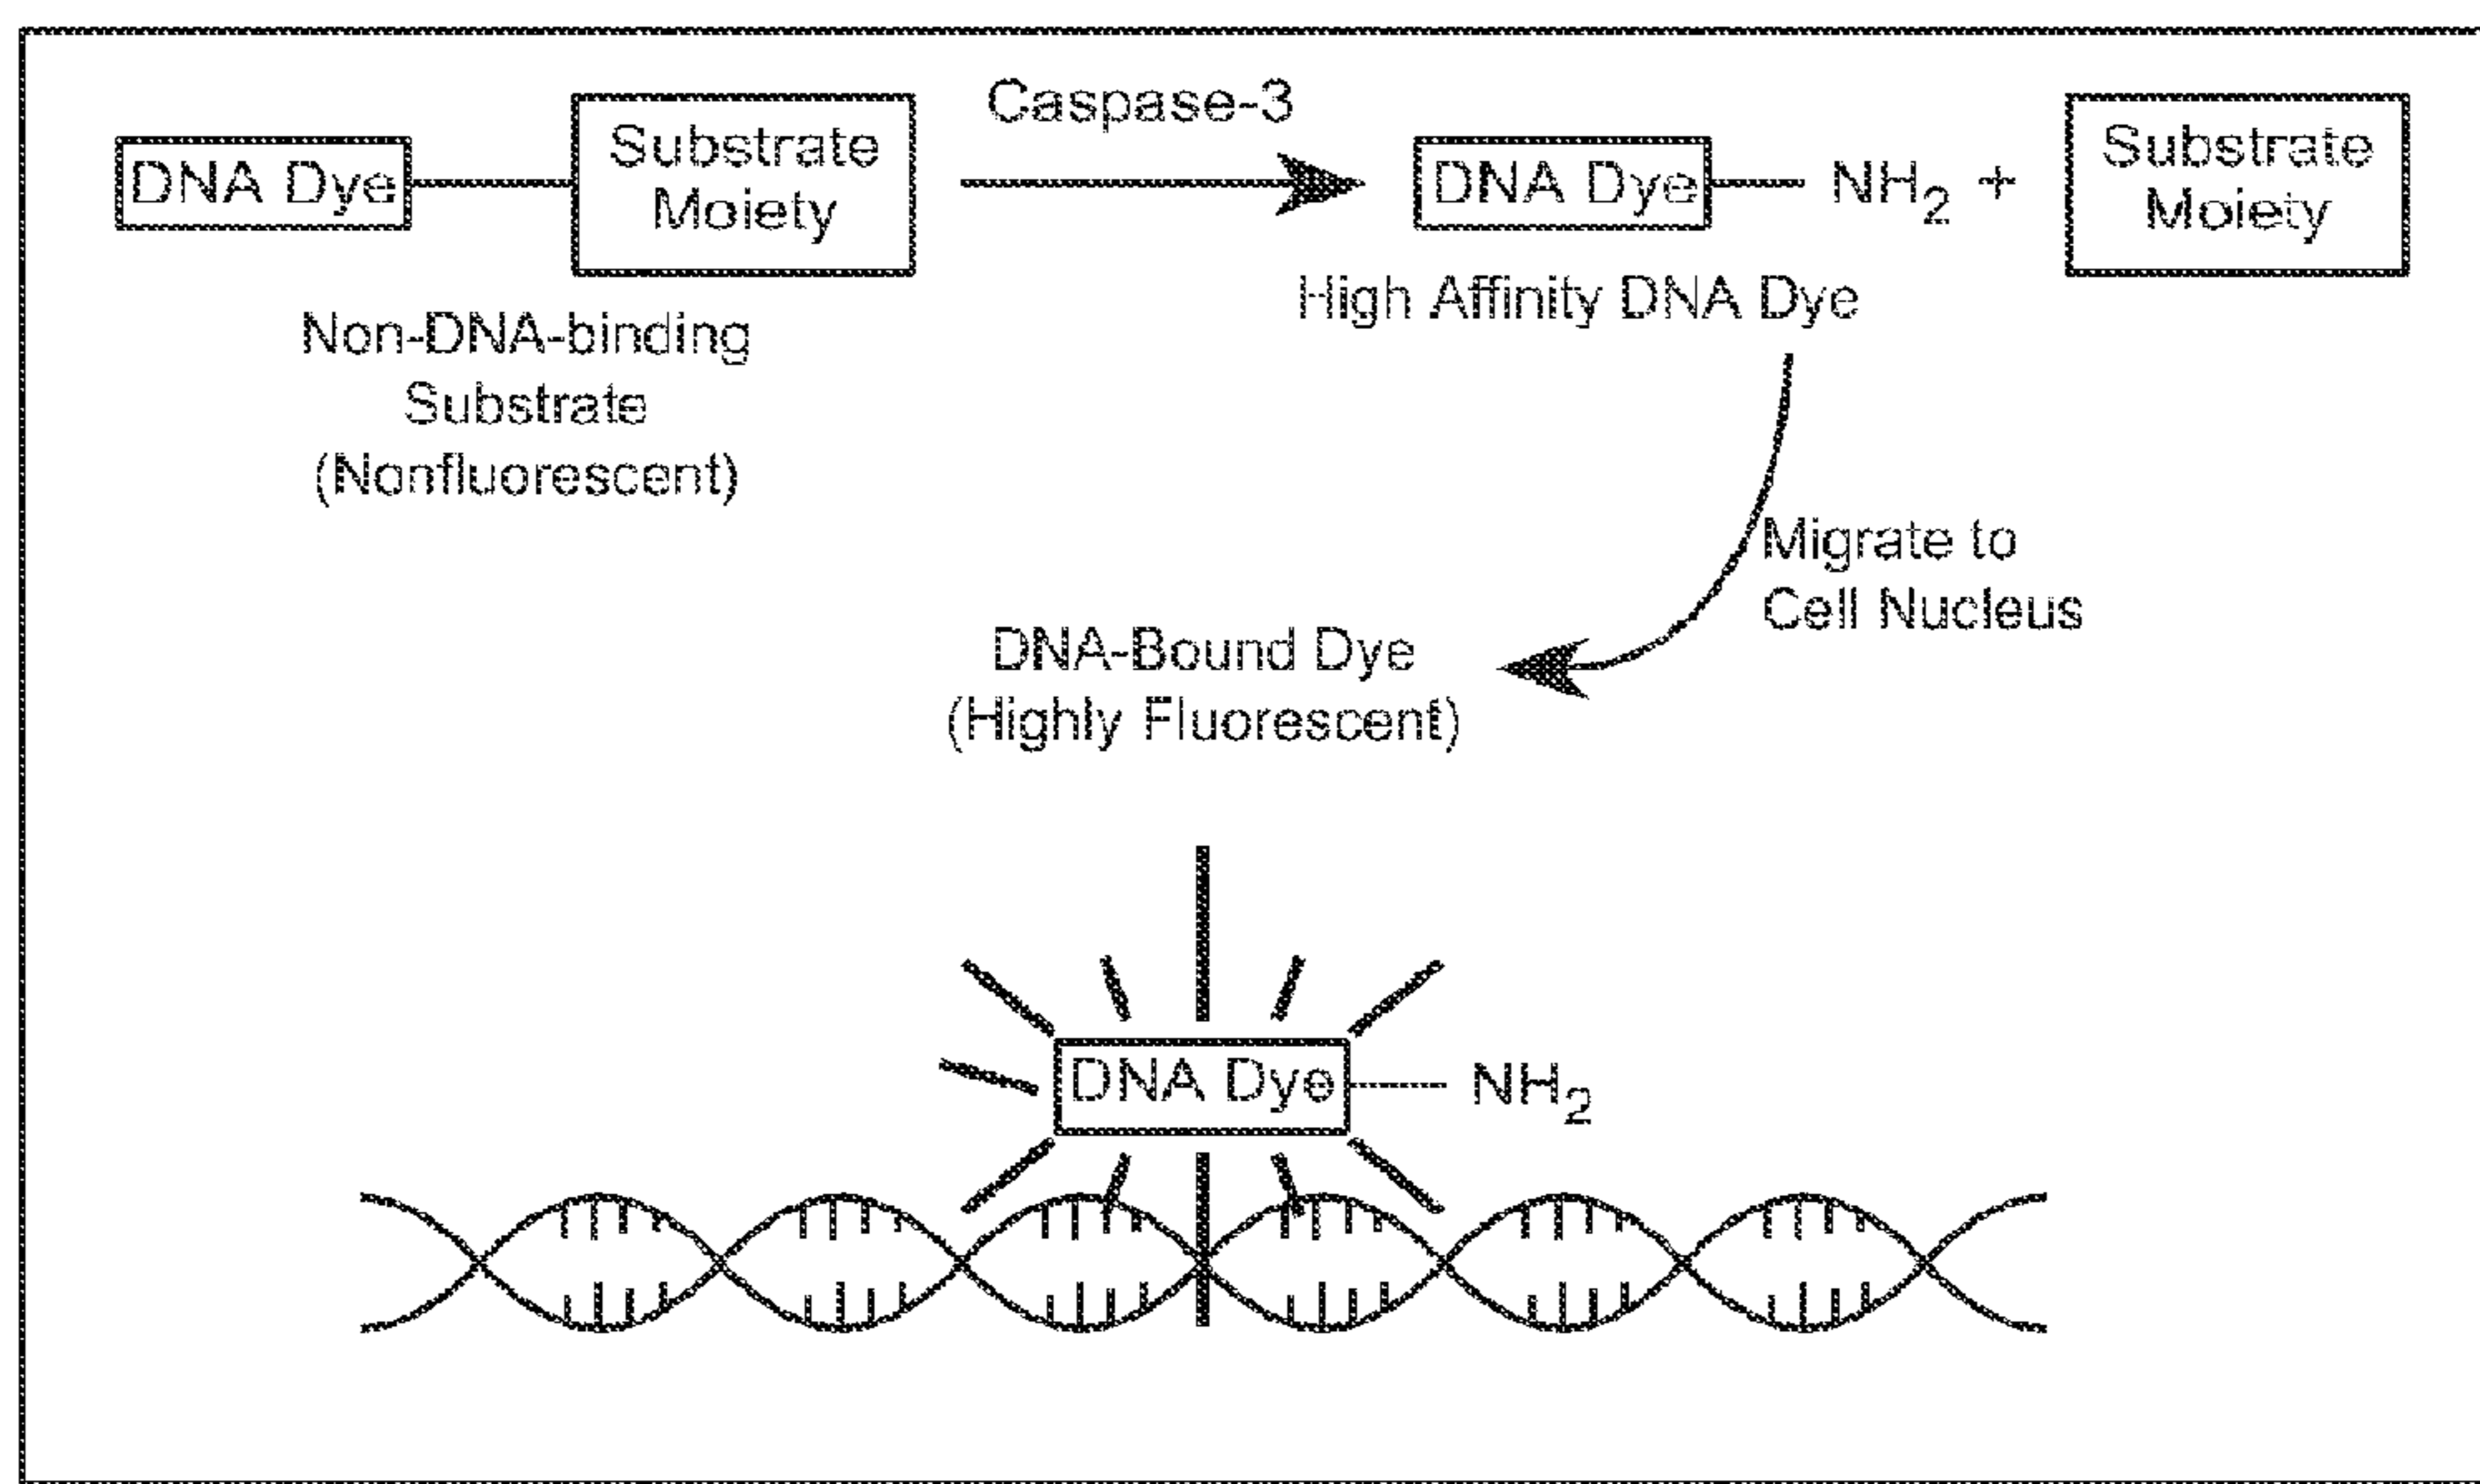 Caspase-3
DNA Dye
Substrate
Moiety
DNA Dye
NH₂ +
Substrate
Moiety
Non-DNA-binding
Substrate
(Nonfluorescent)
High Affinity DNA Dye
Migrate to
Cell Nucleus
DNA-Bound Dye
(Highly Fluorescent)
DNA Dye
NH₂